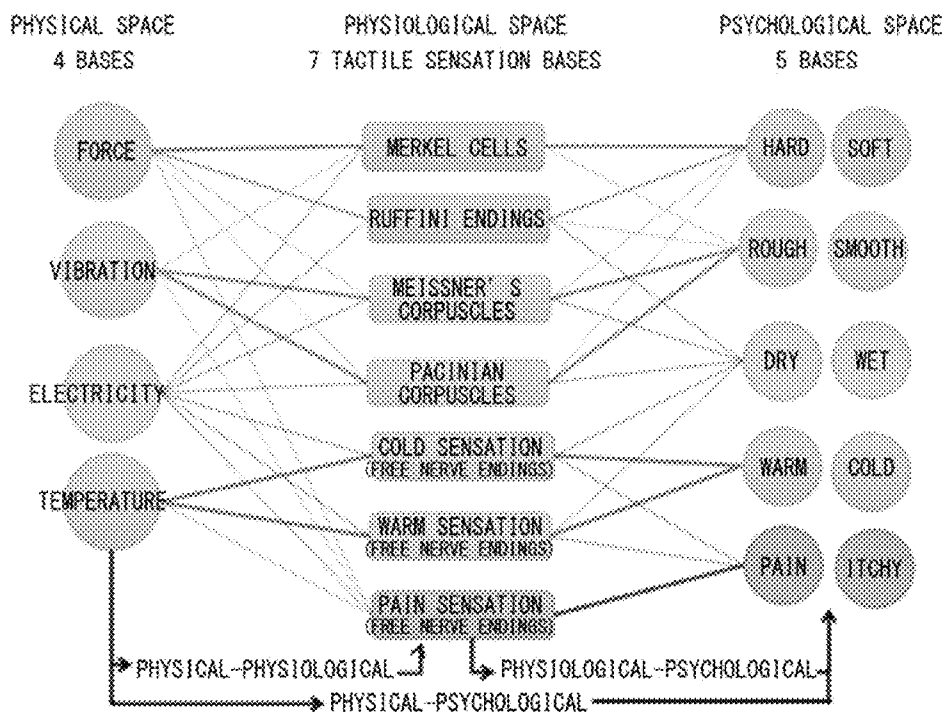 PHYSICAL SPACE
4 BASES
PHYSIOLOGICAL SPACE
7 TACTILE SENSATION BASES
PSYCHOLOGICAL SPACE
5 BASES
FORCE
VIBRATION
ELECTRICITY
TEMPERATURE
MERKEL CELLS
RUFFINI ENDINGS
MEISSNER' S
CORPUSCLES
PACINIAN
CORPUSCLES
COLD SENSATION
(FREE NERVE ENDINGS)
WARM SENSATION
(FREE NERVE ENDINGS)
PAIN SENSATION
(FREE NERVE ENDINGS)
HARD SOFT
ROUGH SMOOTH
DRY WET
WARM COLD
PAIN ITCHY
PHYSICAL-PHYSIOLOGICAL
PHYSIOLOGICAL-PSYCHOLOGICAL
PHYSICAL-PSYCHOLOGICAL